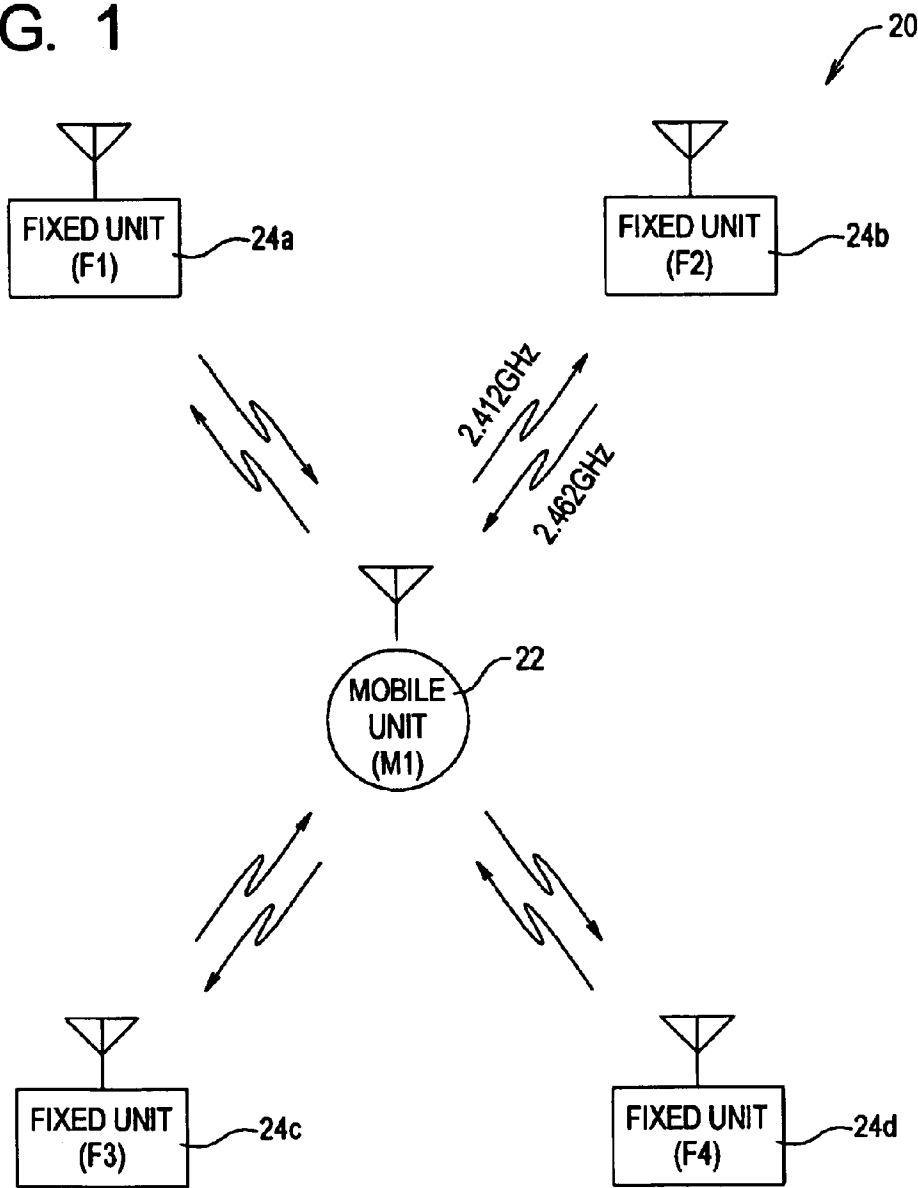 G. 1
20
FIXED UNIT
(F1)
24a
FIXED UNIT
(F2)
24b
2.412GHz
2.462GHz
MOBILE
UNIT
(M1)
22
FIXED UNIT
(F3)
24c
FIXED UNIT
(F4)
24d